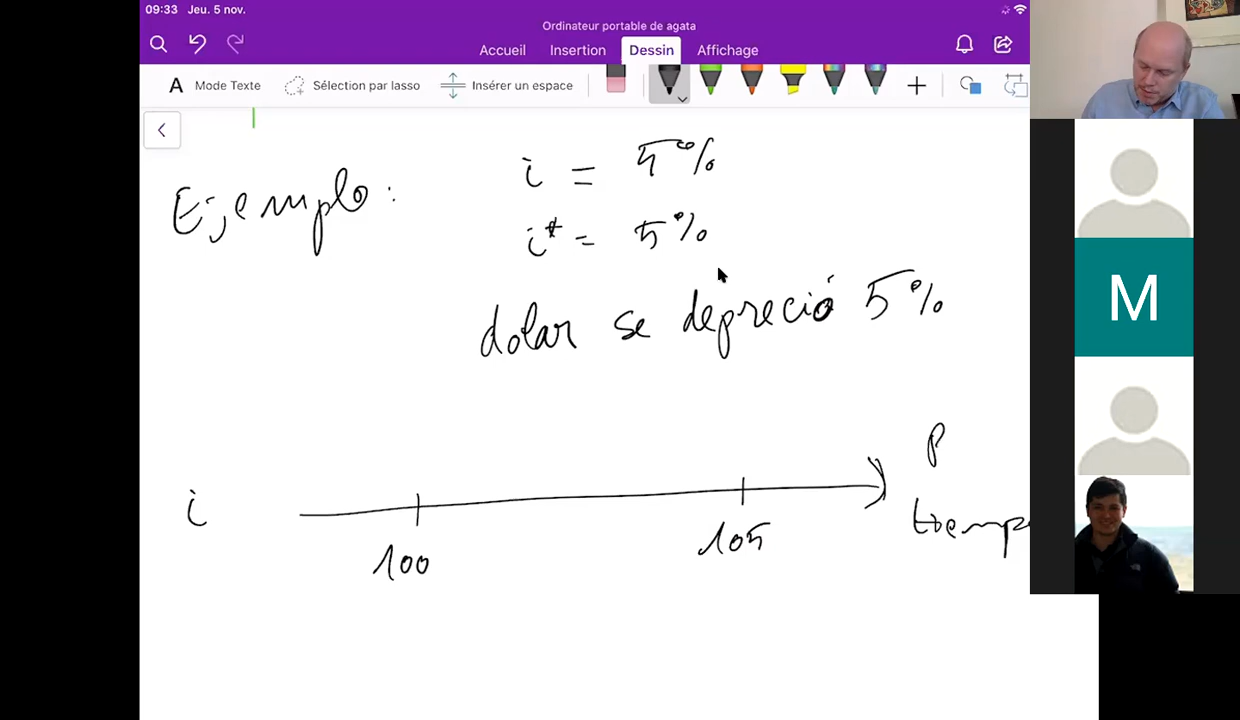 09:33 Jeu. 5 nov.
Ordinateur portable de agata
Accueil Insertion Dessin Affichage
A Mode Texte Sélection par lasso Insérer un espace
Ejemplo:
i = 5%
i* = 5%
dolar se depreció 5%
M
i
P
100
105
tiemp